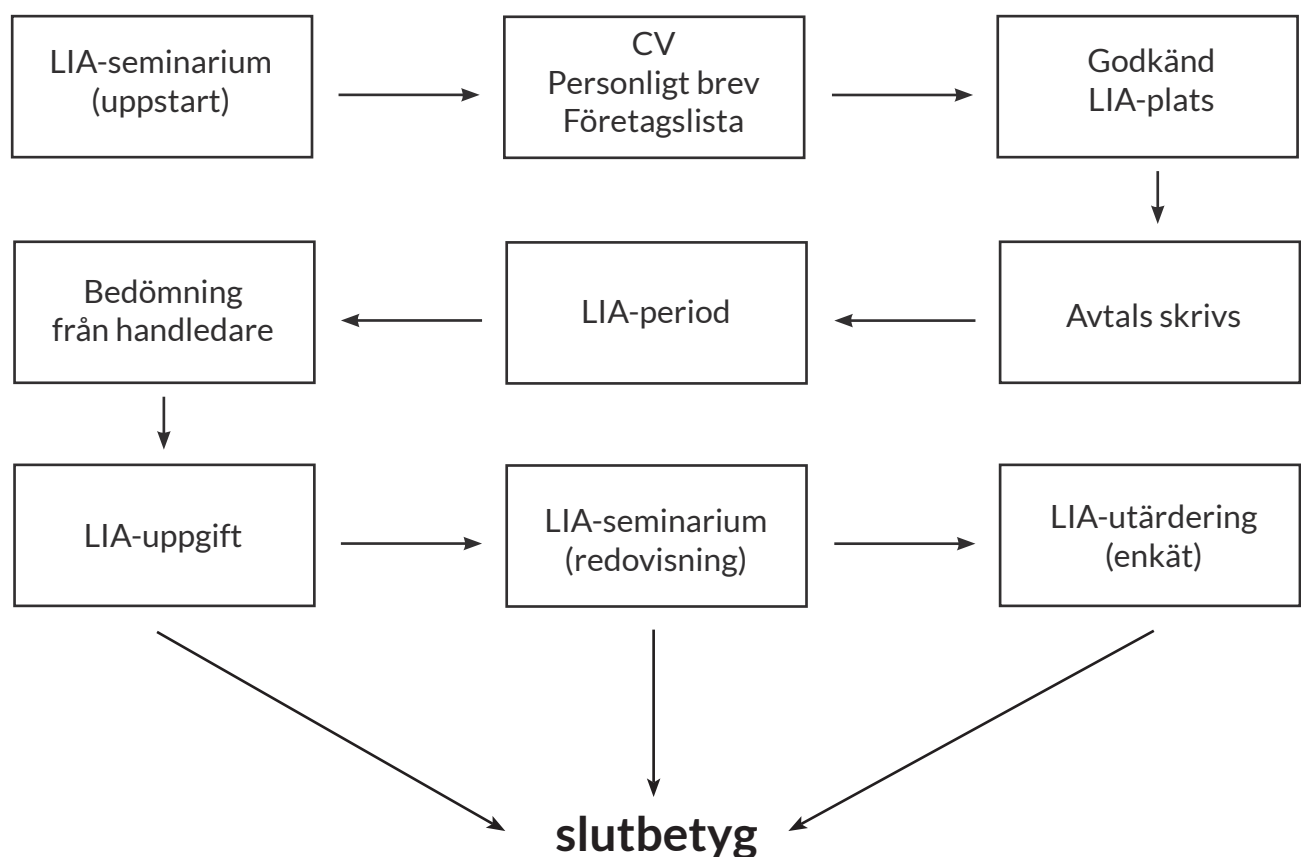 LIA-seminarium
(uppstart)
CV
Personligt brev
Företagslista
Godkänd
LIA-plats
Bedömning
från handledare
LIA-period
Avtals skrivs
LIA-uppgift
LIA-seminarium
(redovisning)
LIA-utärdering
(enkät)
slutbetyg